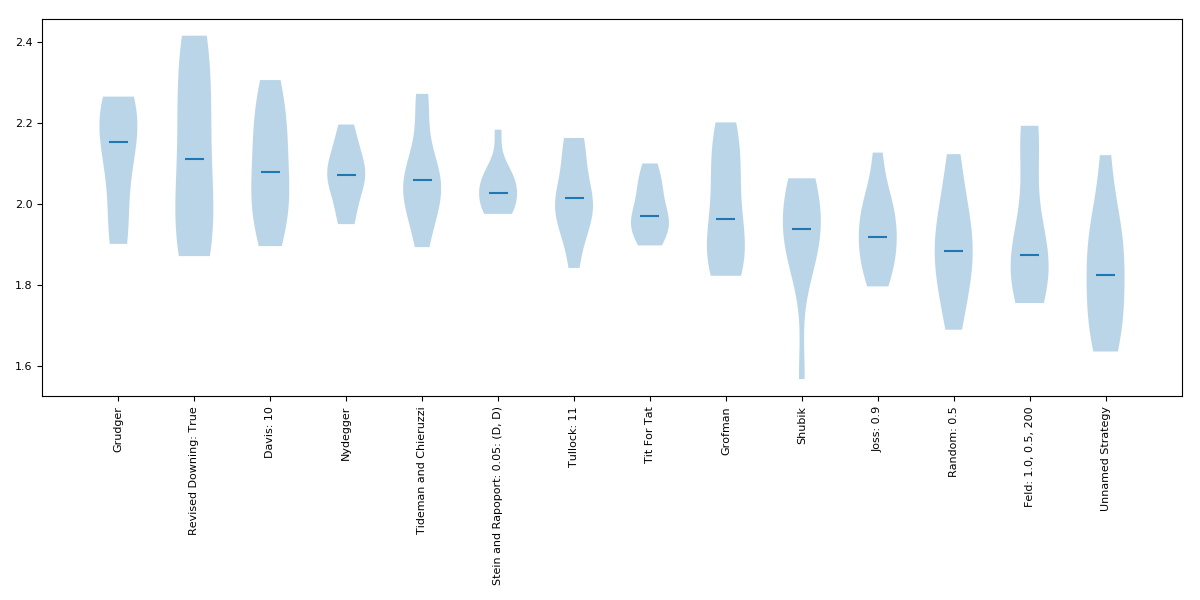 2.4
2.2
2.0
1.8
1.6
Grudger
Revised Downing: True
Davis: 10
Nydegger
Tideman and Chieruzzi
Stein and Rapoport: 0.05: (D, D)
Tullock: 11
Tit For Tat
Grofman
Shubik
Joss: 0.9
Random: 0.5
Feld: 1.0, 0.5, 200
Unnamed Strategy